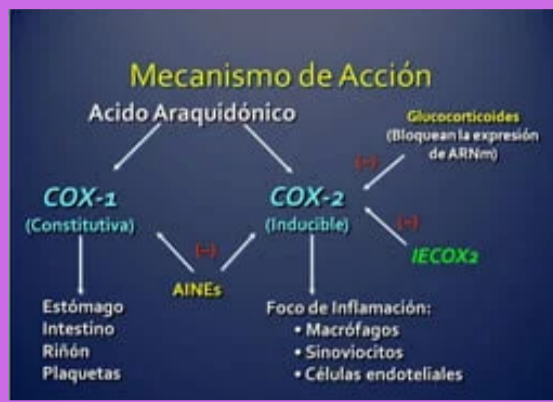 Mecanismo de Acción
Acido Araquidónico
Glucocorticoides
(Bloquean la expresión
de ARNm)
(-)
COX-1
(Constitutiva)
COX-2
(Inducible)
(-)
IECOX2
(-)
AINEs
Estómago
Intestino
Riñón
Plaquetas
Foco de Inflamación:
• Macrófagos
• Sinoviocitos
• Células endoteliales